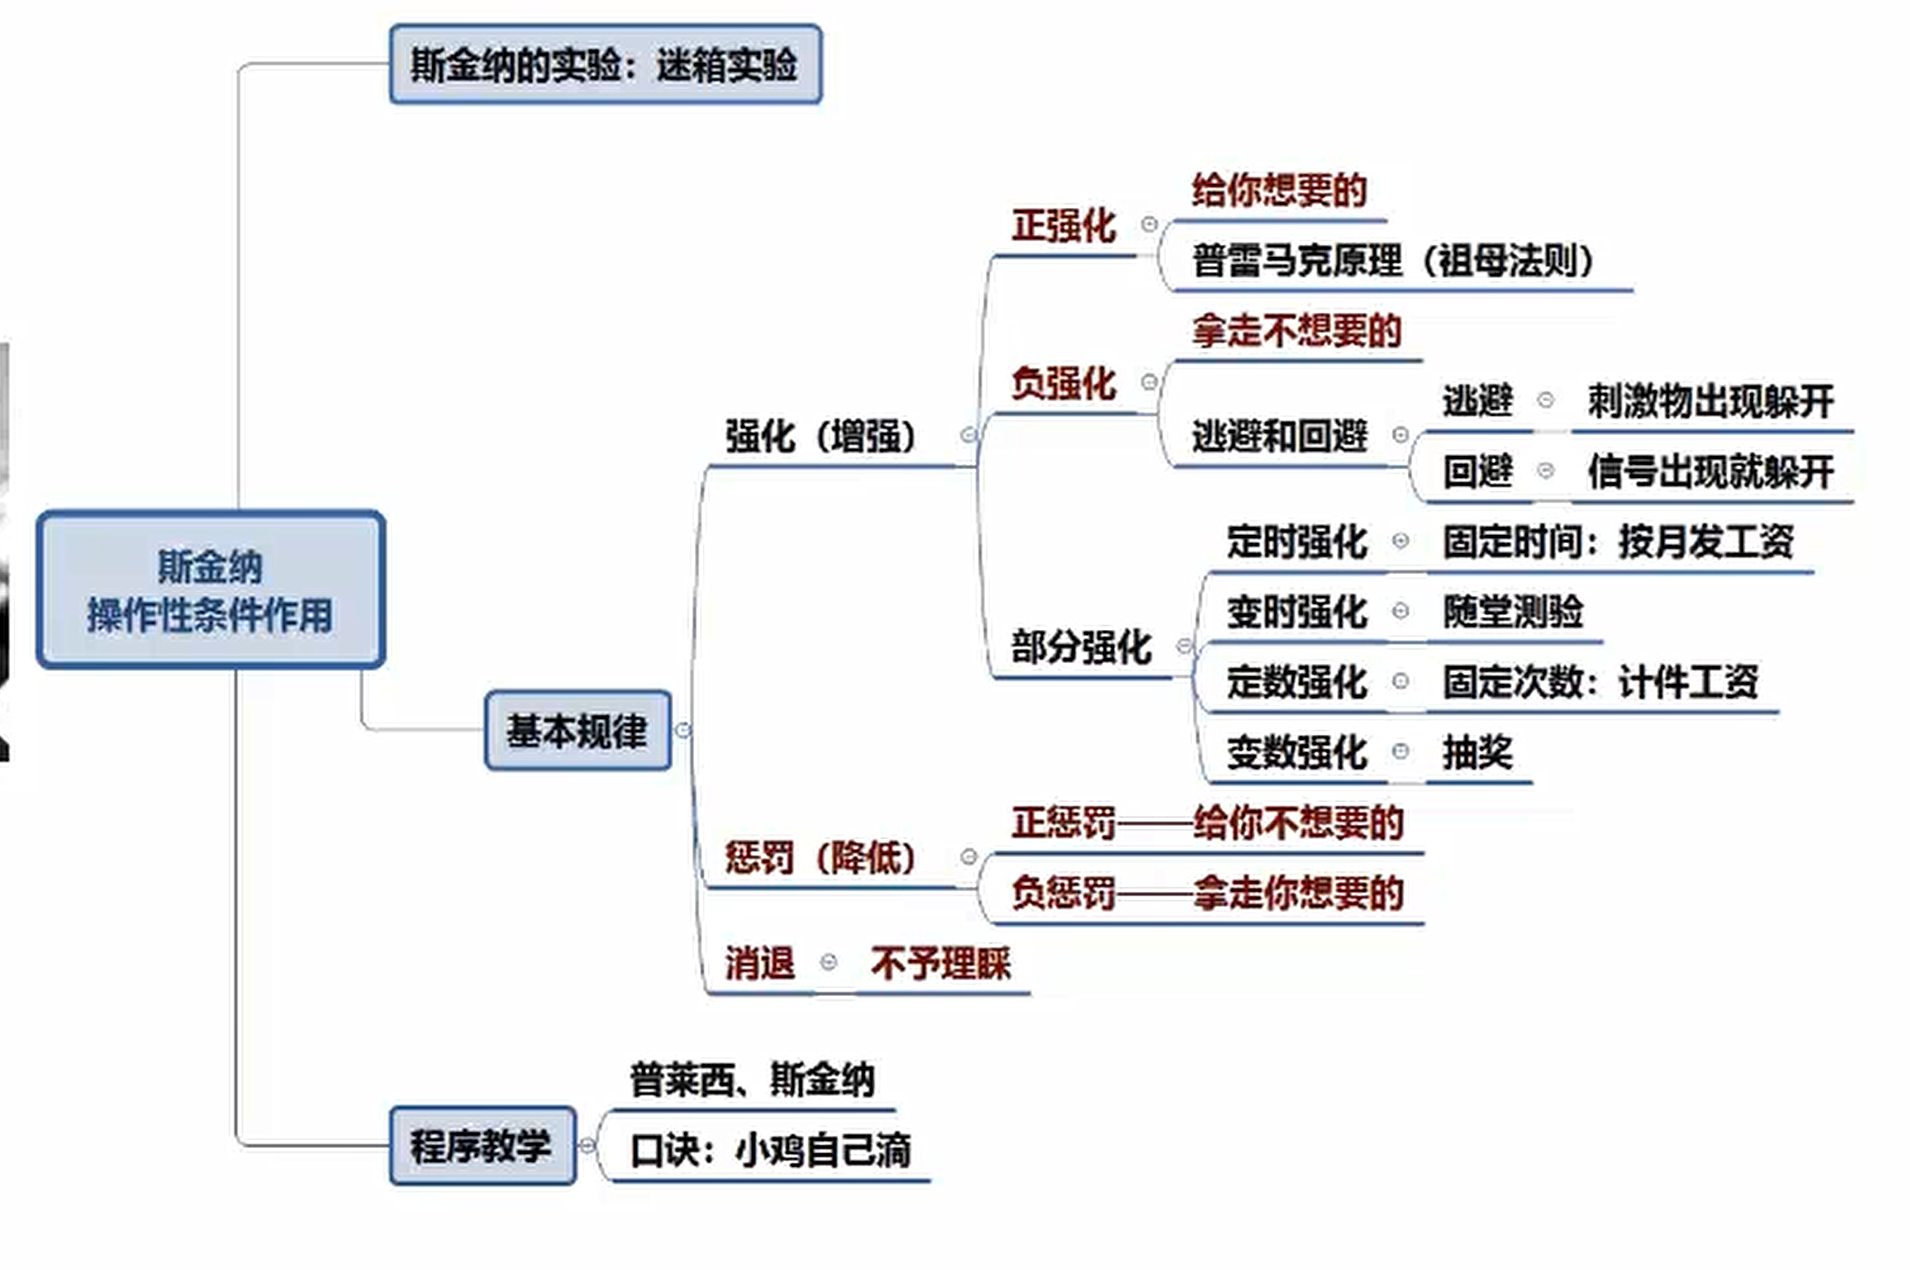 斯金纳的实验：迷箱实验
给你想要的
正强化
普雷马克原理（祖母法则）
拿走不想要的
负强化
逃避 刺激物出现躲开
强化（增强）
逃避和回避
回避 信号出现就躲开
定时强化 固定时间：按月发工资
斯金纳
操作性条件作用
变时强化 随堂测验
部分强化
定数强化 固定次数：计件工资
基本规律
变数强化 抽奖
正惩罚——给你不想要的
惩罚（降低）
负惩罚——拿走你想要的
消退 不予理睬
普莱西、斯金纳
程序教学
口诀：小鸡自己滴